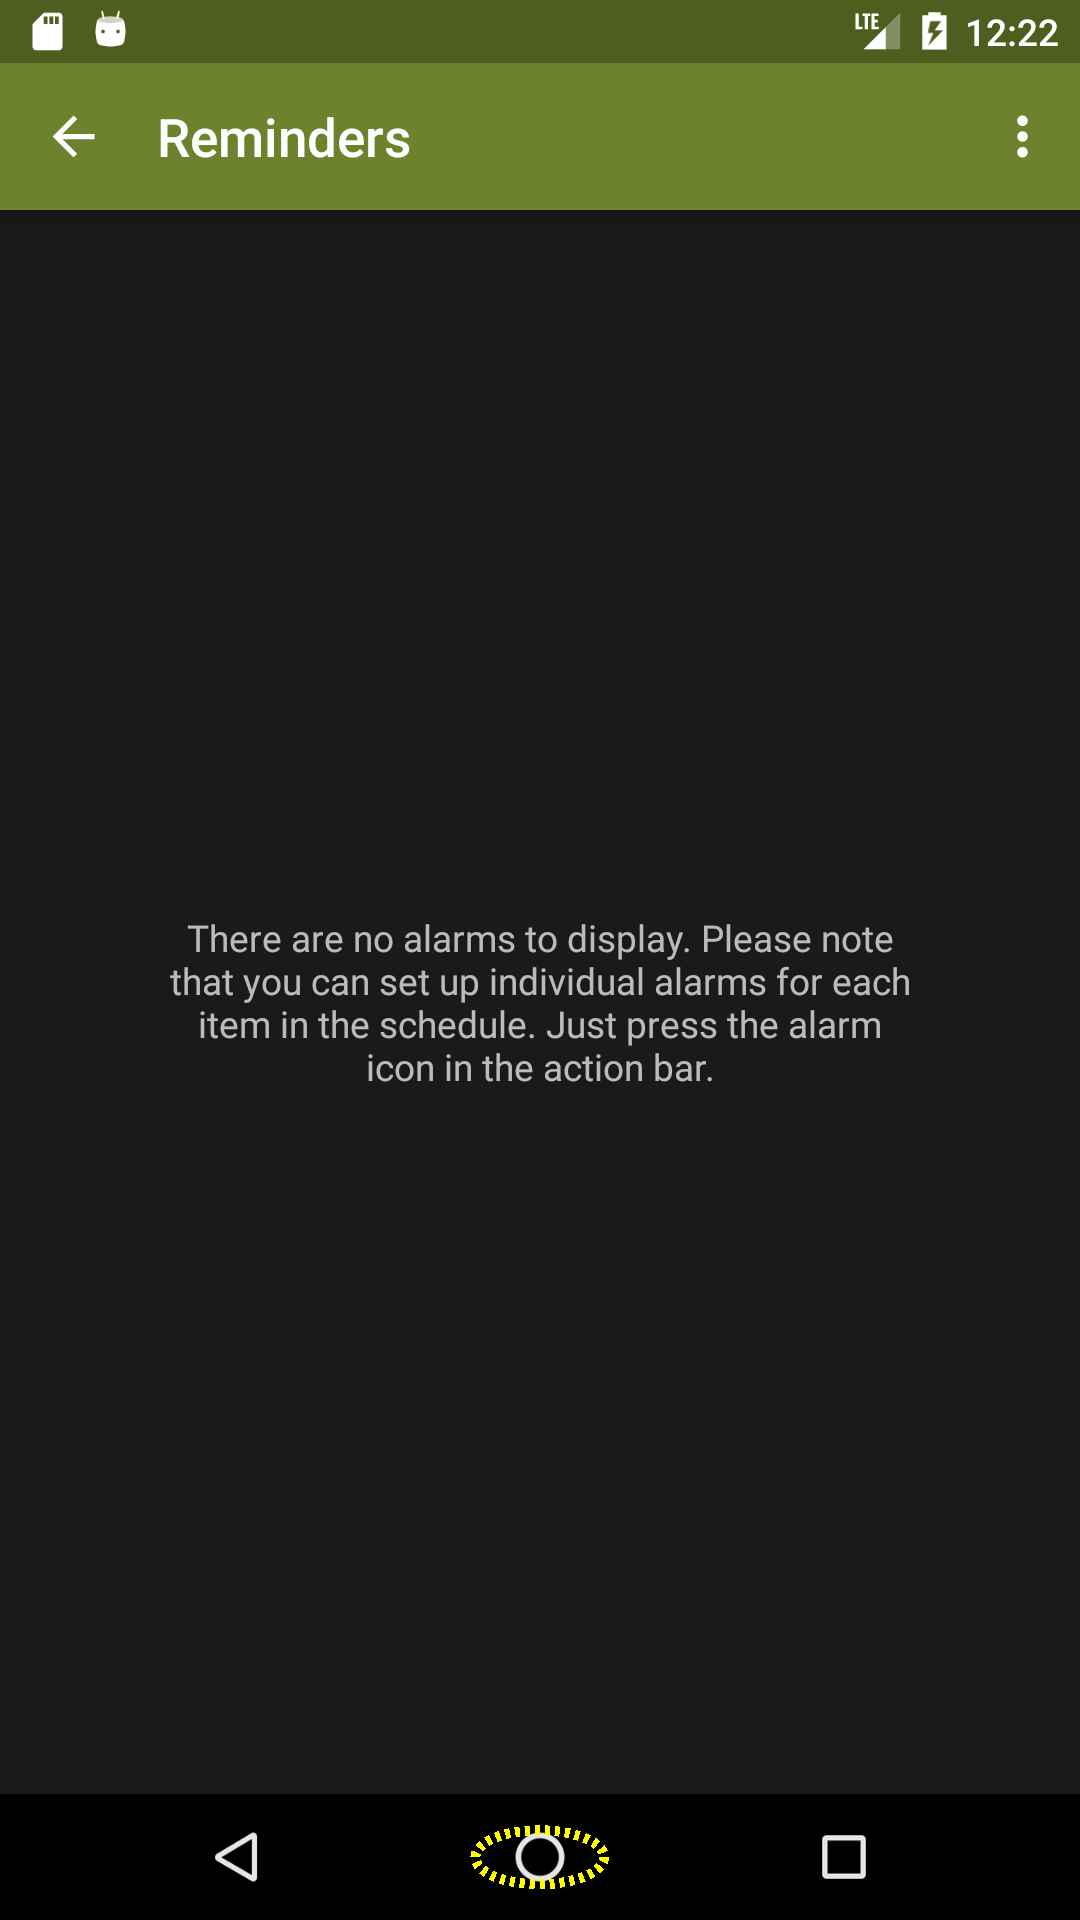 LTE 12:22
Reminders
There are no alarms to display. Please note
that you can set up individual alarms for each
item in the schedule. Just press the alarm
icon in the action bar.